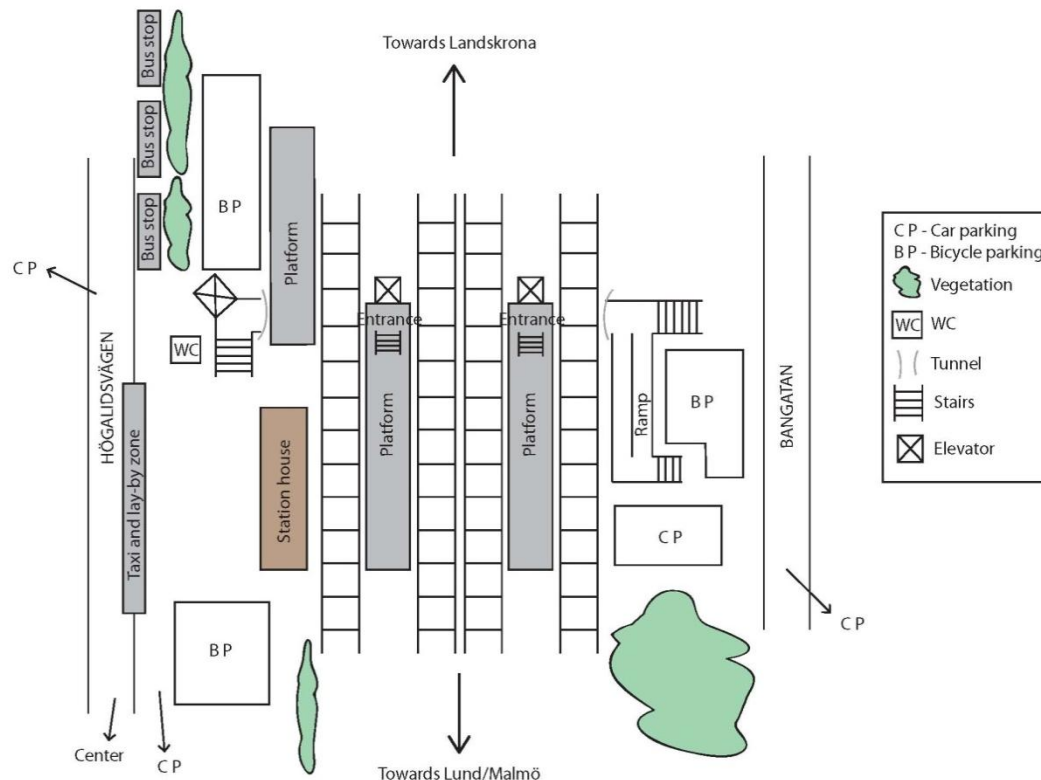 Towards Landskrona
Bus stop
Bus stop
Bus stop
B P
Platform
C P
WC
HÖGALIDSVÄGEN
Taxi and lay-by zone
Station house
Entrance
Platform
Entrance
Platform
Ramp
B P
C P
BANGATAN
C P
B P
Center
C P
Towards Lund/Malmö
C P - Car parking
B P - Bicycle parking
Vegetation
WC WC
Tunnel
Stairs
Elevator